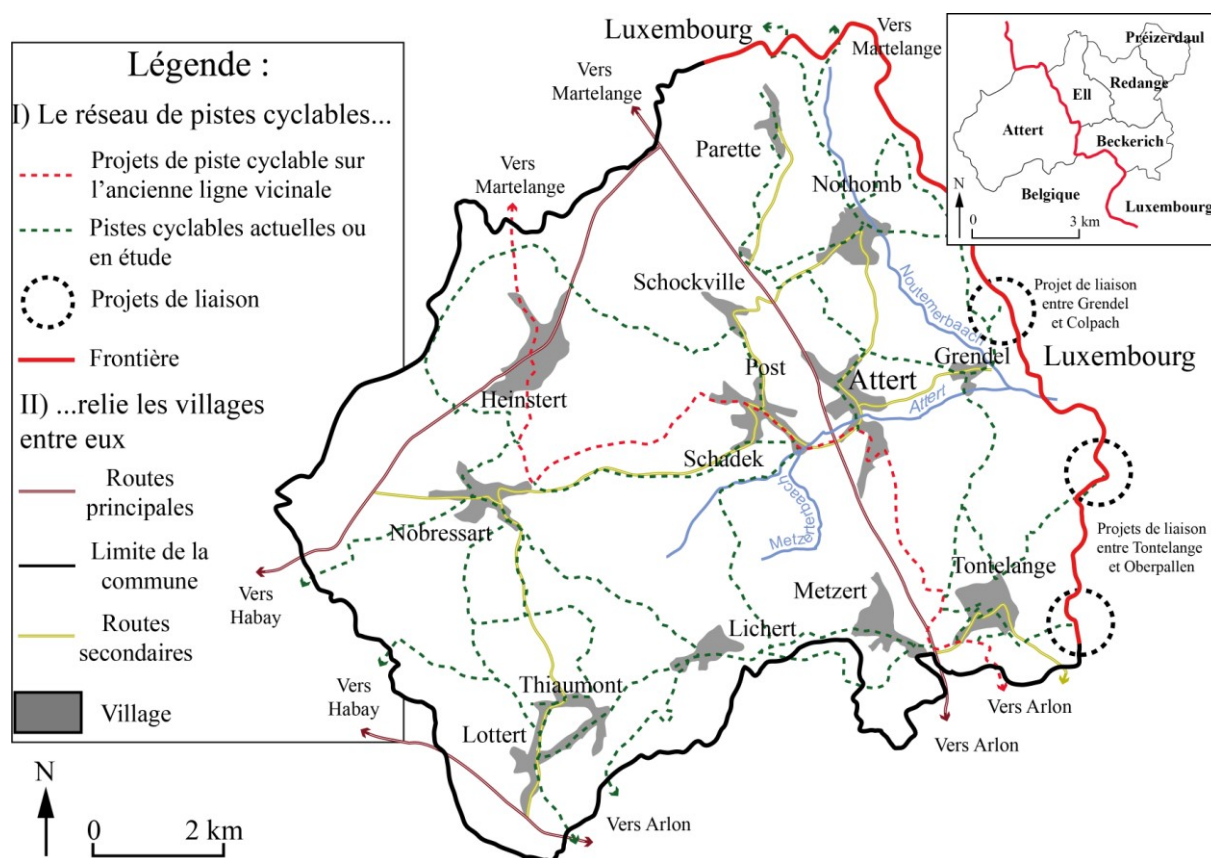 Légende :
I) Le réseau de pistes cyclables...
Projets de piste cyclable sur
l'ancienne ligne vicinale
Pistes cyclables actuelles ou
en étude
Projets de liaison
Frontière
II) ...relie les villages
entre eux
Routes
principales
Limite de la
commune
Routes
secondaires
Village
N
0 2 km
Luxembourg
Vers
Martelange
Vers
Martelange
Vers
Martelange
Parette
Nothomb
Schockville
Noutemerbaach
Projet de liaison
entre Grendel
et Colpach
Luxembourg
Grendel
Post
Attert
Attert
Heinstert
Schadek
Metzerterbaach
Nobressart
Projets de liaison
entre Tontelange
et Oberpallen
Tontelange
Metzert
Lichert
Vers
Habay
Thiaumont
Vers
Habay
Lottert
Vers Arlon
Vers Arlon
Vers Arlon
Préizerdaul
Redange
Ell
Attert
Beckerich
Belgique
Luxembourg
N
0 3 km